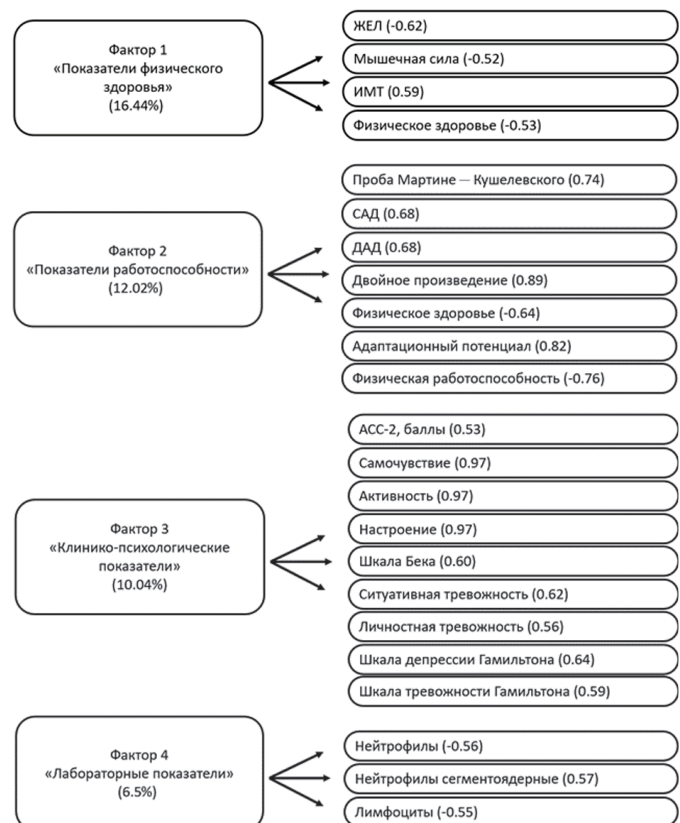 Фактор 1
«Показатели физического
здоровья»
(16.44%)
ЖЕЛ (-0.62)
Мышечная сила (-0.52)
ИМТ (0.59)
Физическое здоровье (-0.53)
Фактор 2
«Показатели работоспособности»
(12.02%)
Проба Мартине — Кушелевского (0.74)
САД (0.68)
ДАД (0.68)
Двойное произведение (0.89)
Физическое здоровье (-0.64)
Адаптационный потенциал (0.82)
Физическая работоспособность (-0.76)
Фактор 3
«Клинико-психологические
показатели»
(10.04%)
АСС-2, баллы (0.53)
Самочувствие (0.97)
Активность (0.97)
Настроение (0.97)
Шкала Бека (0.60)
Ситуативная тревожность (0.62)
Личностная тревожность (0.56)
Шкала депрессии Гамильтона (0.64)
Шкала тревожности Гамильтона (0.59)
Фактор 4
«Лабораторные показатели»
(6.5%)
Нейтрофилы (-0.56)
Нейтрофилы сегментоядерные (0.57)
Лимфоциты (-0.55)